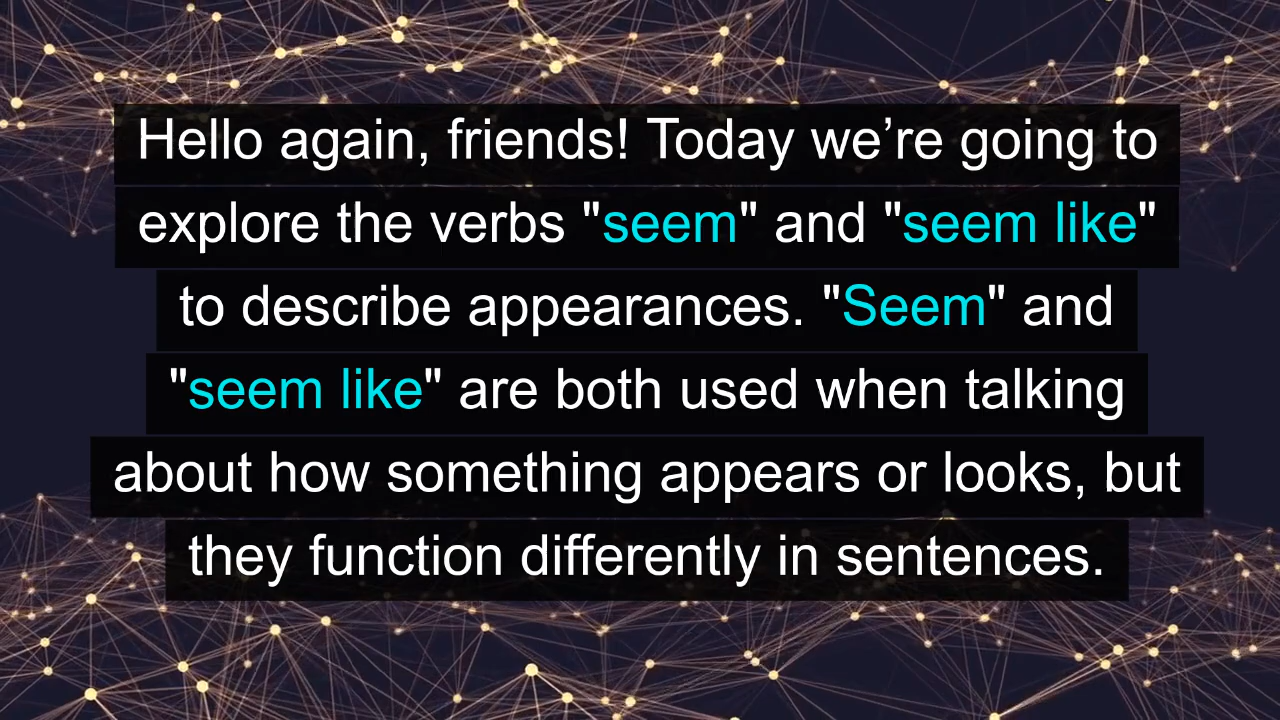 Hello again, friends! Today we’re going to
explore the verbs "seem" and "seem like"
to describe appearances. "Seem" and
"seem like" are both used when talking
about how something appears or looks, but
they function differently in sentences.